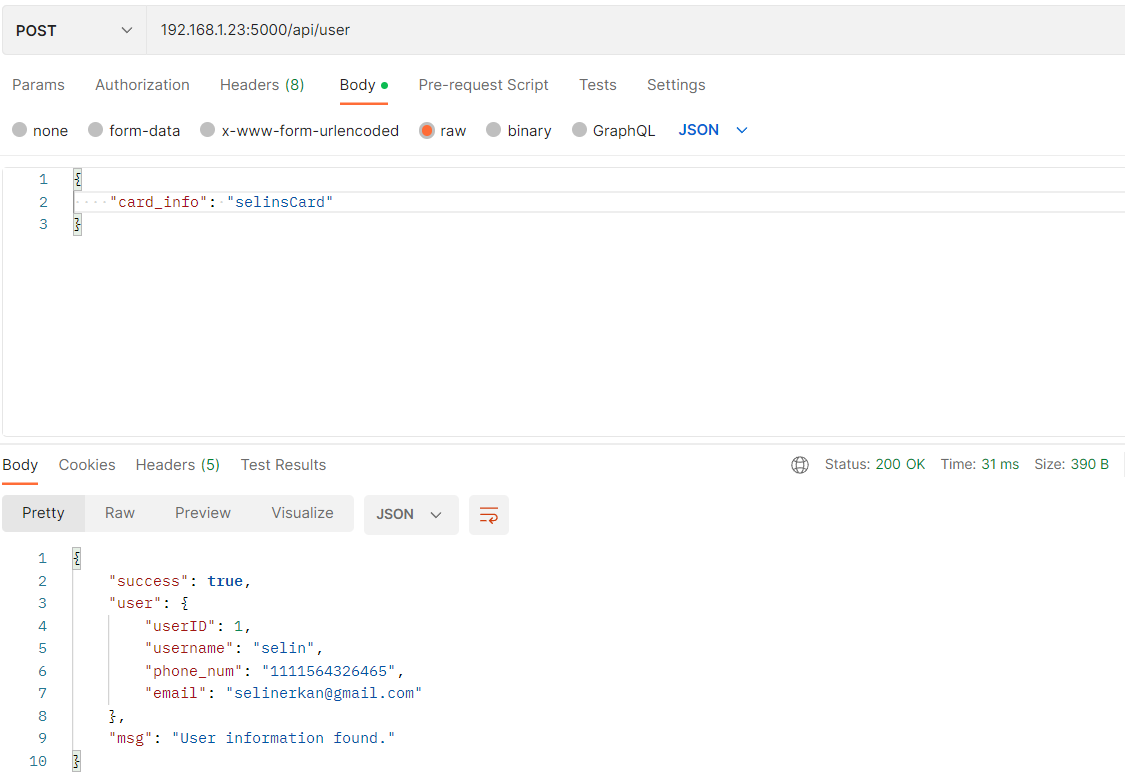 POST 192.168.1.23:5000/api/user
Params Authorization Headers (8) Body Pre-request Script Tests Settings
none form-data x-www-form-urlencoded raw binary GraphQL JSON
1 {
2 "card_info": "selinsCard"
3 }
Body Cookies Headers (5) Test Results Status: 200 OK Time: 31 ms Size: 390 B
Pretty Raw Preview Visualize JSON
1 {
2 "success": true,
3 "user": {
4 "userID": 1,
5 "username": "selin",
6 "phone_num": "1111564326465",
7 "email": "selinerkan@gmail.com"
8 },
9 "msg": "User information found."
10 }